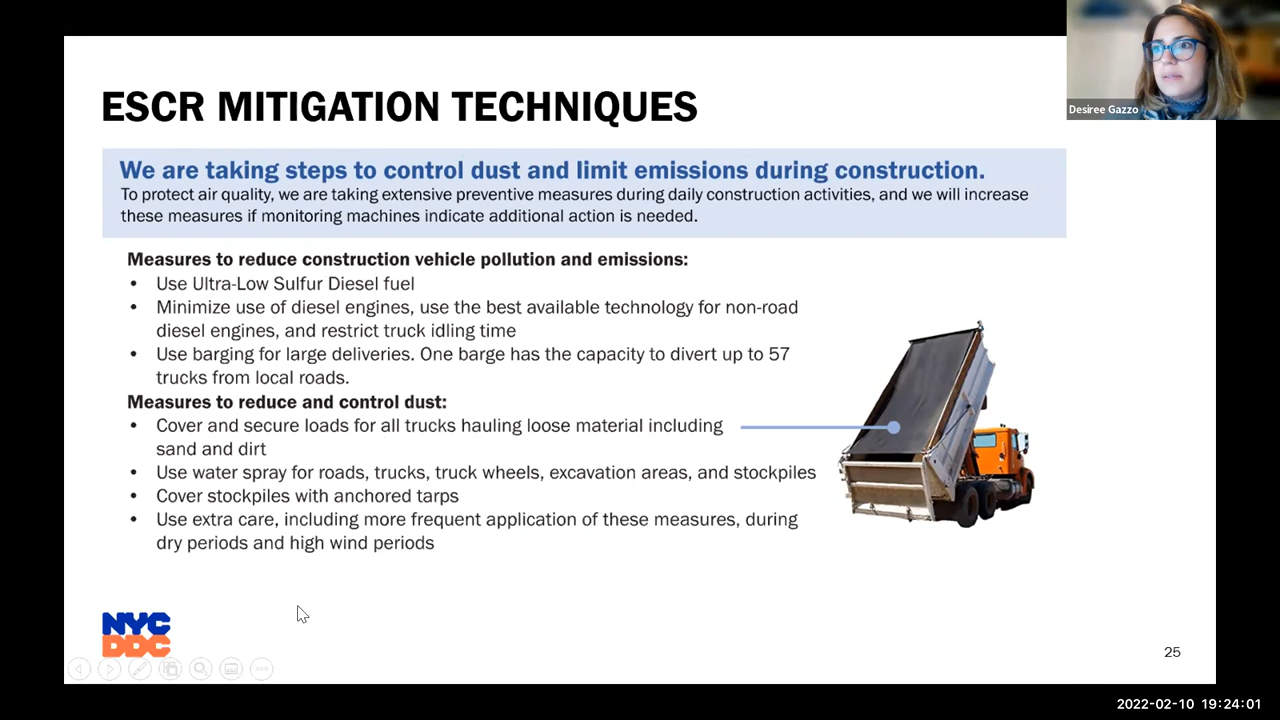 Desiree Gazzo
ESCR MITIGATION TECHNIQUES
We are taking steps to control dust and limit emissions during construction.
To protect air quality, we are taking extensive preventive measures during daily construction activities, and we will increase
these measures if monitoring machines indicate additional action is needed.
Measures to reduce construction vehicle pollution and emissions:
• Use Ultra-Low Sulfur Diesel fuel
• Minimize use of diesel engines, use the best available technology for non-road
diesel engines, and restrict truck idling time
• Use barging for large deliveries. One barge has the capacity to divert up to 57
trucks from local roads.
Measures to reduce and control dust:
• Cover and secure loads for all trucks hauling loose material including
sand and dirt
• Use water spray for roads, trucks, truck wheels, excavation areas, and stockpiles
• Cover stockpiles with anchored tarps
• Use extra care, including more frequent application of these measures, during
dry periods and high wind periods
NYC
DDC
25
2022-02-10 19:24:01